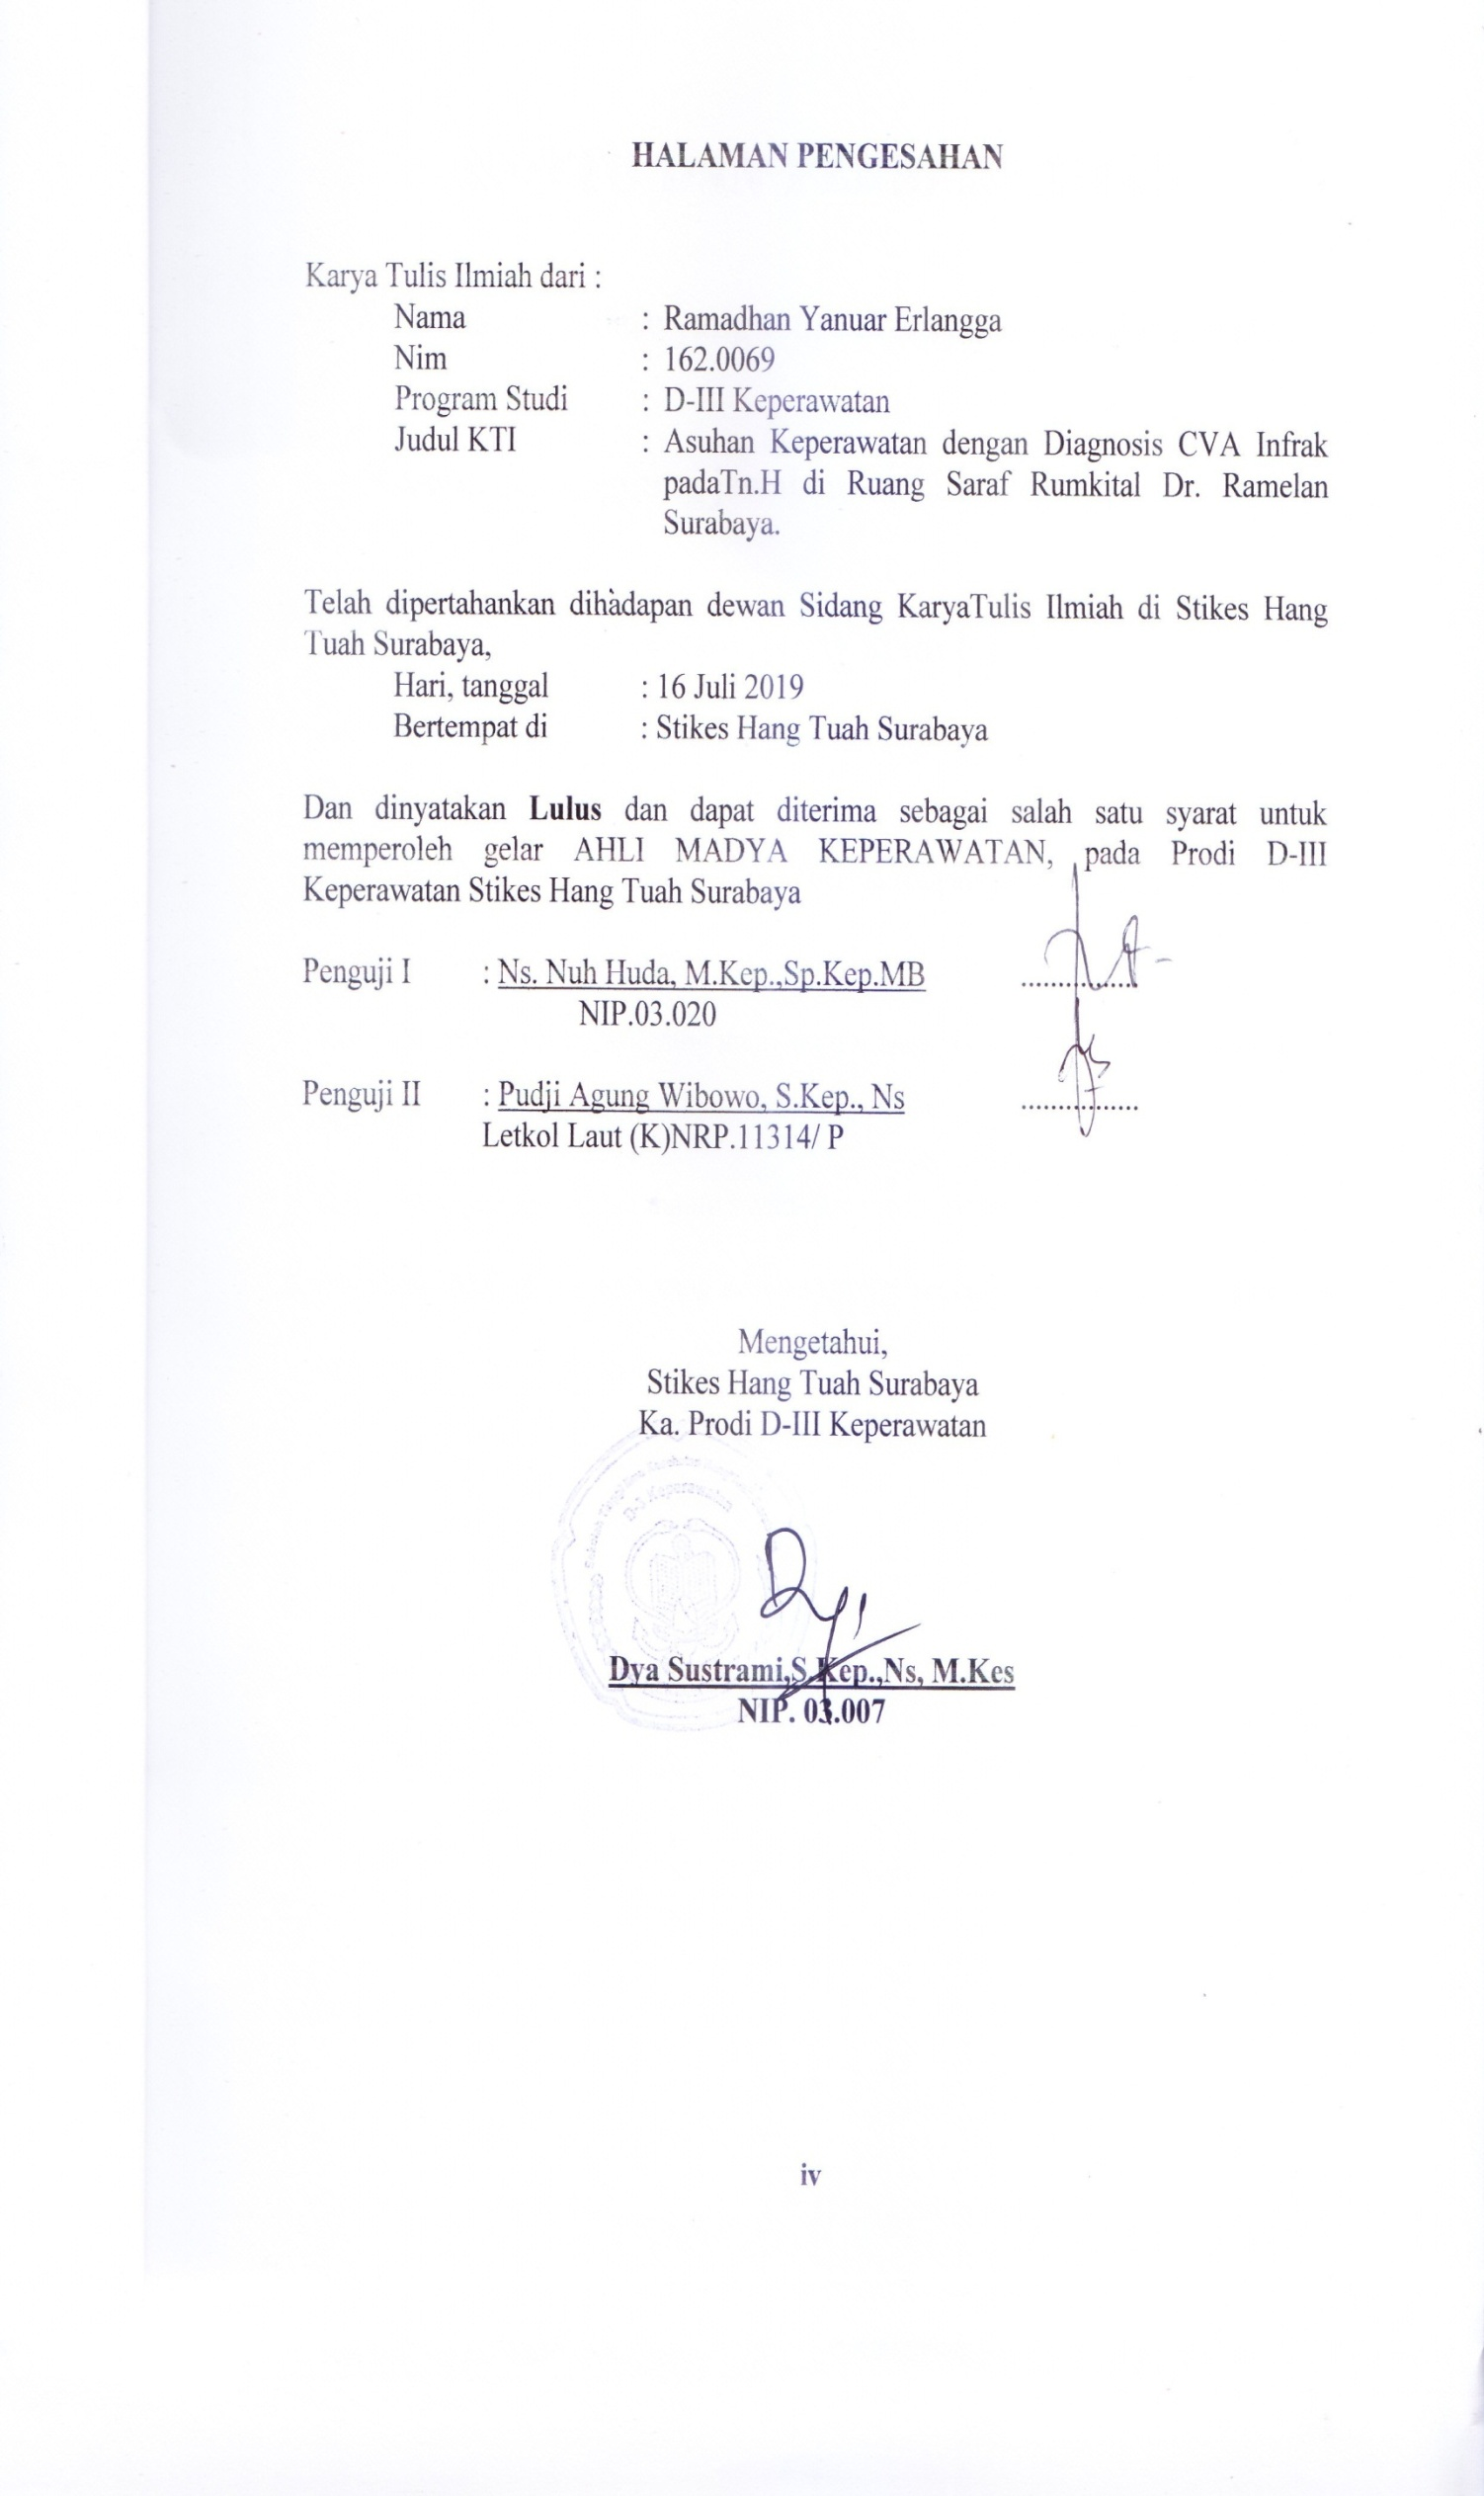 HALAMAN PENGESAHAN
Karya Tulis Ilmiah dari :
Nama : Ramadhan Yanuar Erlangga
Nim : 162.0069
Program Studi : D-III Keperawatan
Judul KTI : Asuhan Keperawatan dengan Diagnosis CVA Infrak
padaTn.H di Ruang Saraf Rumkital Dr. Ramelan
Surabaya.
Telah dipertahankan dihadapan dewan Sidang KaryaTulis Ilmiah di Stikes Hang
Tuah Surabaya,
Hari, tanggal : 16 Juli 2019
Bertempat di : Stikes Hang Tuah Surabaya
Dan dinyatakan Lulus dan dapat diterima sebagai salah satu syarat untuk
memperoleh gelar AHLI MADYA KEPERAWATAN, pada Prodi D-III
Keperawatan Stikes Hang Tuah Surabaya
Penguji I : Ns. Nuh Huda, M.Kep.,Sp.Kep.MB ................
NIP.03.020
Penguji II : Pudji Agung Wibowo, S.Kep., Ns ................
Letkol Laut (K)NRP.11314/ P
Mengetahui,
Stikes Hang Tuah Surabaya
Ka. Prodi D-III Keperawatan
D-3 Keperawatan
Dya Sustrami,S.Kep.,Ns, M.Kes
NIP. 03.007
iv